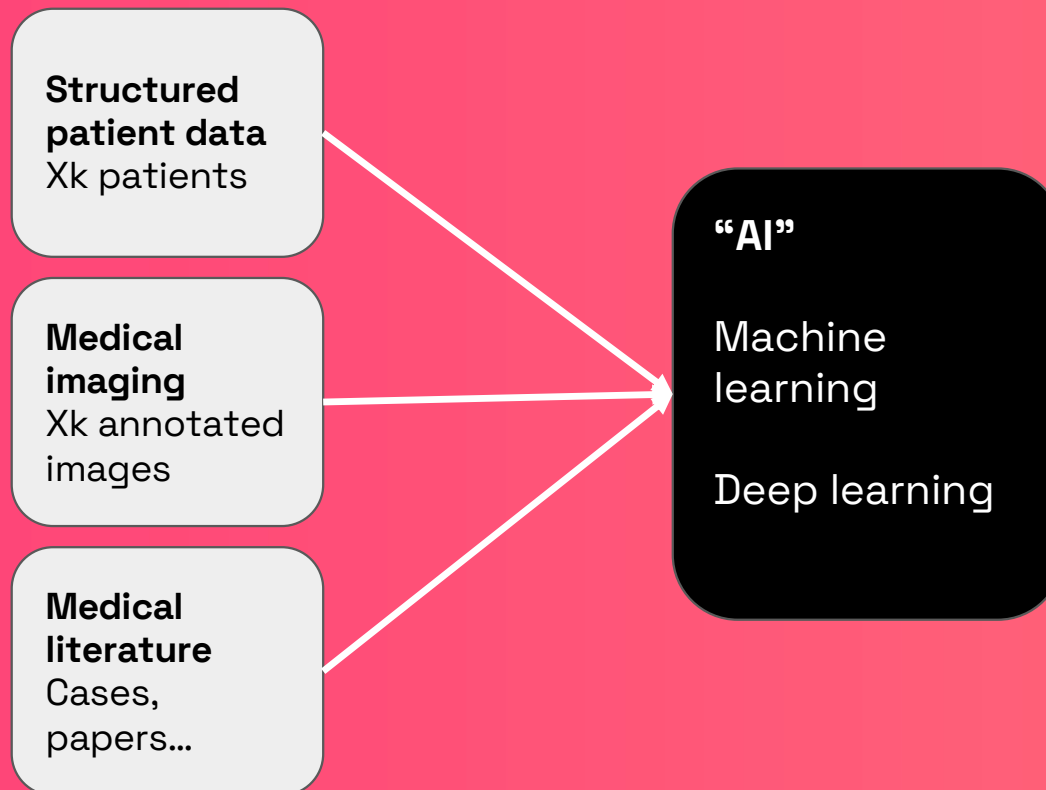 Structured
patient data
Xk patients
Medical
imaging
Xk annotated
images
Medical
literature
Cases,
papers…
“AI”
Machine
learning
Deep learning